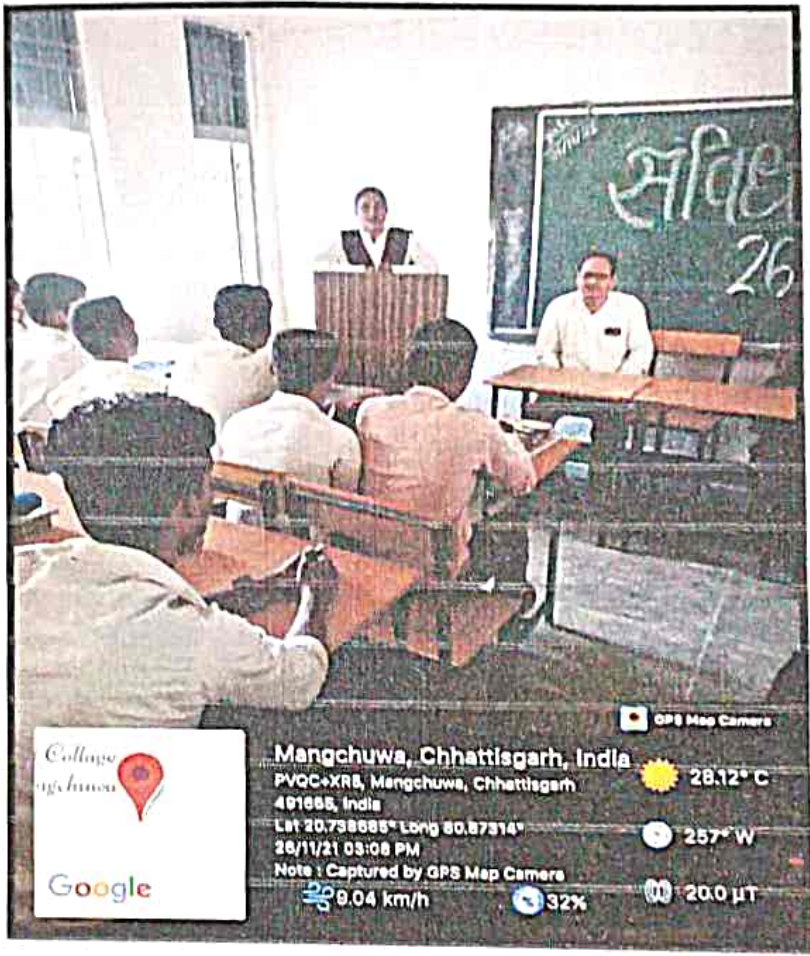 संविध
26
GPS Map Camera
Collage
ngchuwa
Google
Mangchuwa, Chhattisgarh, India
PVQC+XR8, Mangchuwa, Chhattisgarh
491665, India
Lat 20.738685° Long 80.87314°
26/11/21 03:08 PM
Note : Captured by GPS Map Camera
9.04 km/h
32%
28.12° C
257° W
20.0 µT